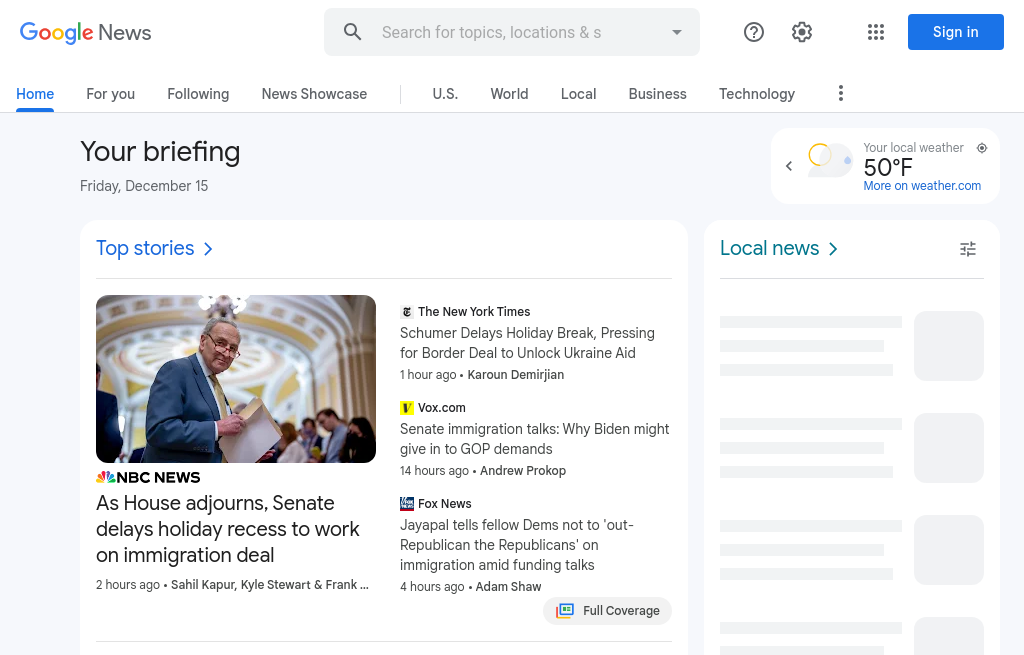 Google News
Search for topics, locations & s
Sign in
Home
For you
Following
News Showcase
U.S.
World
Local
Business
Technology
Your briefing
Friday, December 15
Your local weather
50°F
More on weather.com
Top stories
NBC NEWS
As House adjourns, Senate
delays holiday recess to work
on immigration deal
2 hours ago • Sahil Kapur, Kyle Stewart & Frank ...
The New York Times
Schumer Delays Holiday Break, Pressing
for Border Deal to Unlock Ukraine Aid
1 hour ago • Karoun Demirjian
Vox.com
Senate immigration talks: Why Biden might
give in to GOP demands
14 hours ago • Andrew Prokop
Fox News
Jayapal tells fellow Dems not to 'out-
Republican the Republicans' on
immigration amid funding talks
4 hours ago • Adam Shaw
Full Coverage
Local news